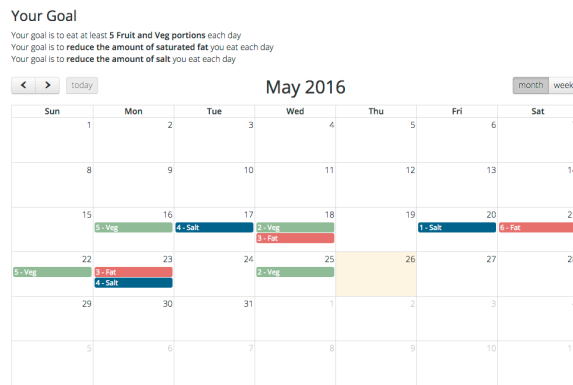 Your Goal
Your goal is to eat at least 5 Fruit and Veg portions each day
Your goal is to reduce the amount of saturated fat you eat each day
Your goal is to reduce the amount of salt you eat each day
today May 2016 month week
Sun Mon Tue Wed Thu Fri Sat
1 2 3 4 5 6
8 9 10 11 12 13
15 16 17 18 19 20
5 - Veg 4 - Salt 2 - Veg 1 - Salt 6 - Fat
3 - Fat
22 23 24 25 26 27
5 - Veg 3 - Fat 2 - Veg
4 - Salt
29 30 31 1 2 3
5 6 7 8 9 10